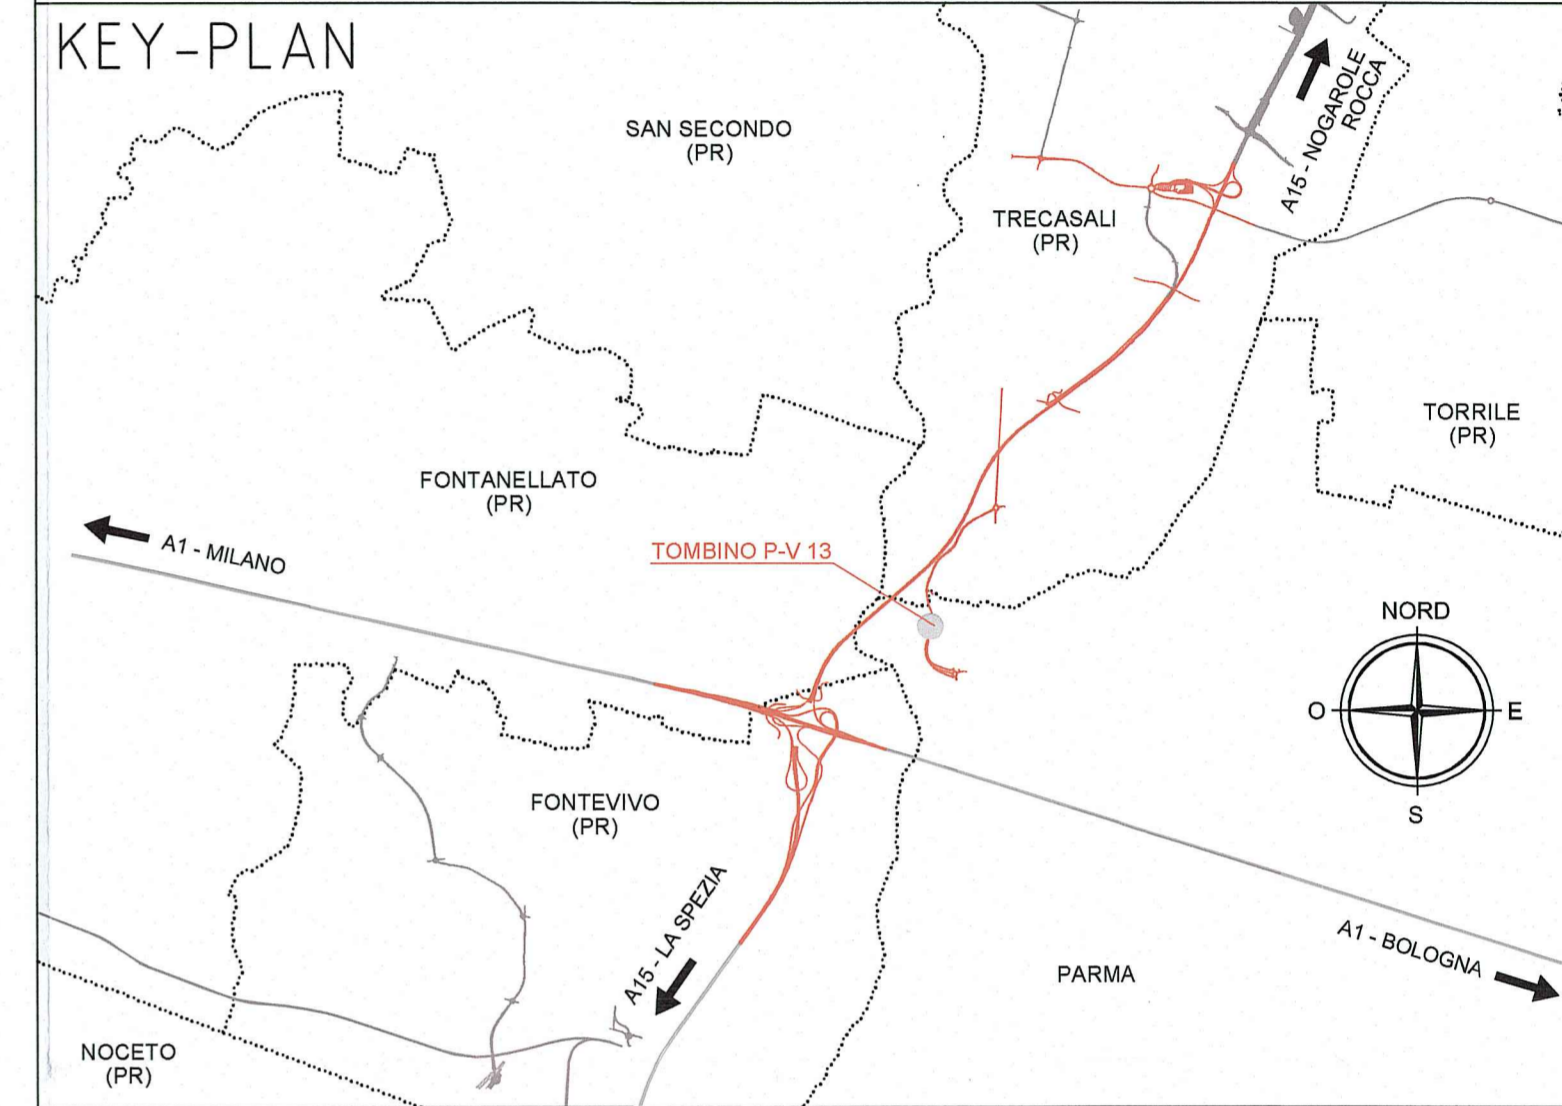 KEY-PLAN
SAN SECONDO
(PR)
A15 - NOGAROLE
ROCCA
TRECASALI
(PR)
TORRILE
(PR)
FONTANELLATO
(PR)
A1 - MILANO
TOMBINO P-V 13
NORD
O
E
S
FONTEVIVO
(PR)
A15 - LA SPEZIA
A1 - BOLOGNA
PARMA
NOCETO
(PR)